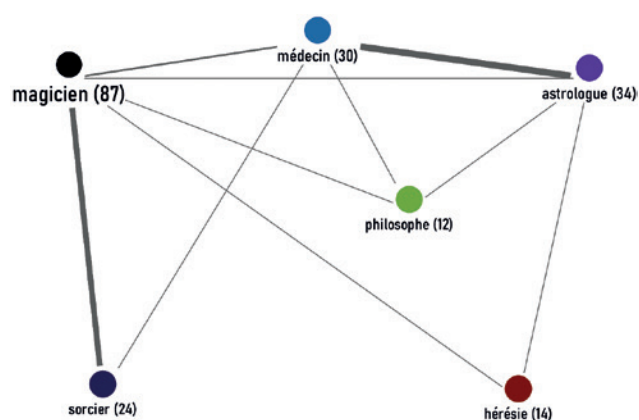 médecin (30)
magicien (87)
astrologue (34)
philosophe (12)
sorcier (24)
hérésie (14)